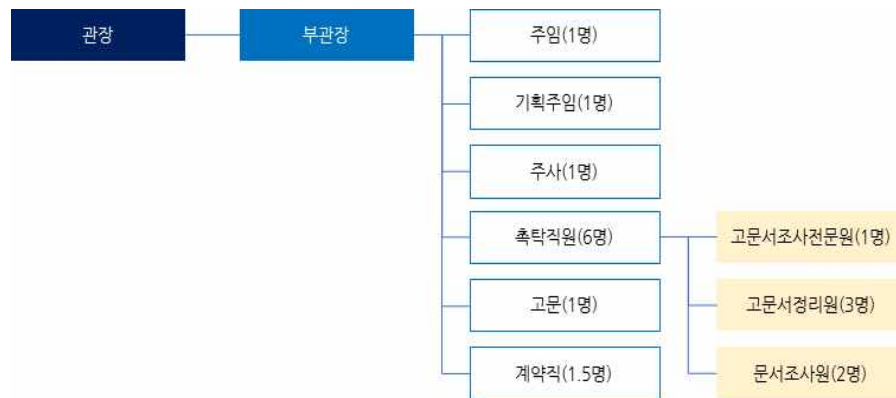 관장
부관장
주임(1명)
기획주임(1명)
주사(1명)
촉탁직원(6명)
고문서조사전문원(1명)
고문서정리원(3명)
문서조사원(2명)
고문(1명)
계약직(1.5명)